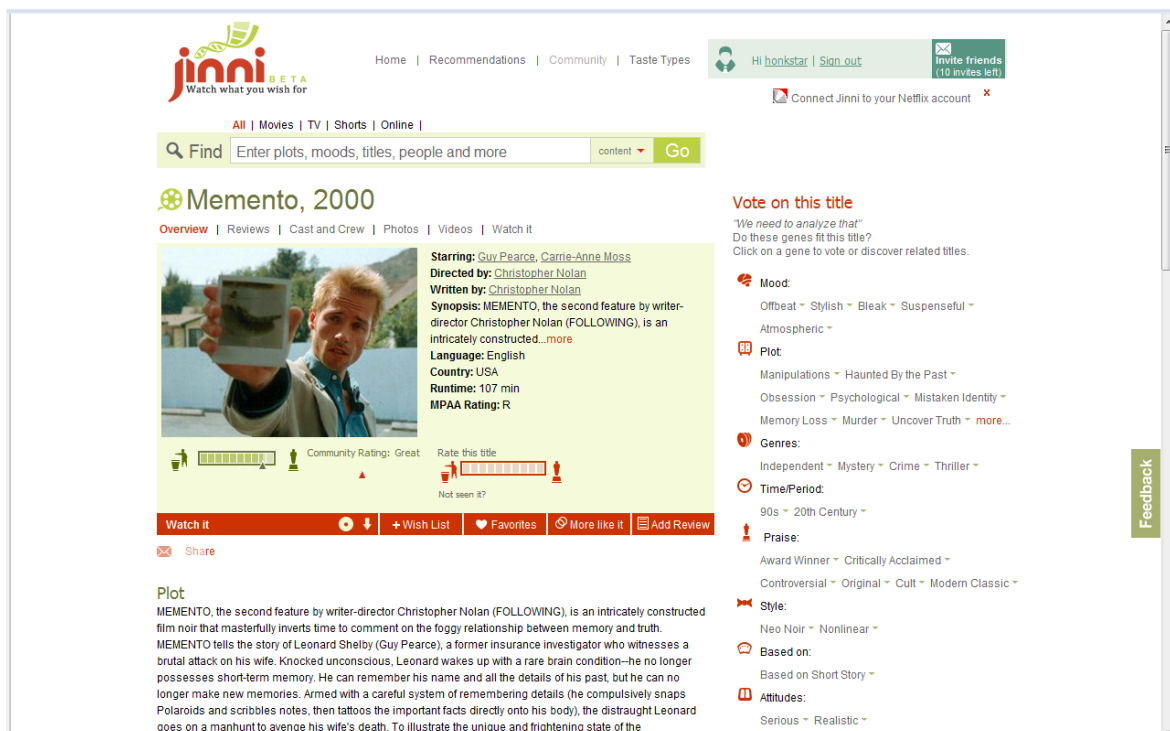 jinni
BETA
Watch what you wish for
Home | Recommendations | Community | Taste Types
Hi honkstar | Sign out
Invite friends
(10 invites left)
Connect Jinni to your Netflix account x
All | Movies | TV | Shorts | Online |
Find Enter plots, moods, titles, people and more content Go
Memento, 2000
Overview | Reviews | Cast and Crew | Photos | Videos | Watch it
Starring: Guy Pearce, Carrie-Anne Moss
Directed by: Christopher Nolan
Written by: Christopher Nolan
Synopsis: MEMENTO, the second feature by writer-
director Christopher Nolan (FOLLOWING), is an
intricately constructed...more
Language: English
Country: USA
Runtime: 107 min
MPAA Rating: R
Community Rating: Great
Rate this title
Not seen it?
Watch it + Wish List Favorites More like it Add Review
Share
Plot
MEMENTO, the second feature by writer-director Christopher Nolan (FOLLOWING), is an intricately constructed
film noir that masterfully inverts time to comment on the foggy relationship between memory and truth.
MEMENTO tells the story of Leonard Shelby (Guy Pearce), a former insurance investigator who witnesses a
brutal attack on his wife. Knocked unconscious, Leonard wakes up with a rare brain condition--he no longer
possesses short-term memory. He can remember his name and all the details of his past, but he can no
longer make new memories. Armed with a careful system of remembering details (he compulsively snaps
Polaroids and scribbles notes, then tattoos the important facts directly onto his body), the distraught Leonard
goes on a manhunt to avenge his wife's death. To illustrate the unique and frightening state of the
Vote on this title
"We need to analyze that"
Do these genes fit this title?
Click on a gene to vote or discover related titles.
Mood:
Offbeat Stylish Bleak Suspenseful
Atmospheric
Plot:
Manipulations Haunted By the Past
Obsession Psychological Mistaken Identity
Memory Loss Murder Uncover Truth more...
Genres:
Independent Mystery Crime Thriller
Time/Period:
90s 20th Century
Praise:
Award Winner Critically Acclaimed
Controversial Original Cult Modern Classic
Style:
Neo Noir Nonlinear
Based on:
Based on Short Story
Attitudes:
Serious Realistic
Feedback